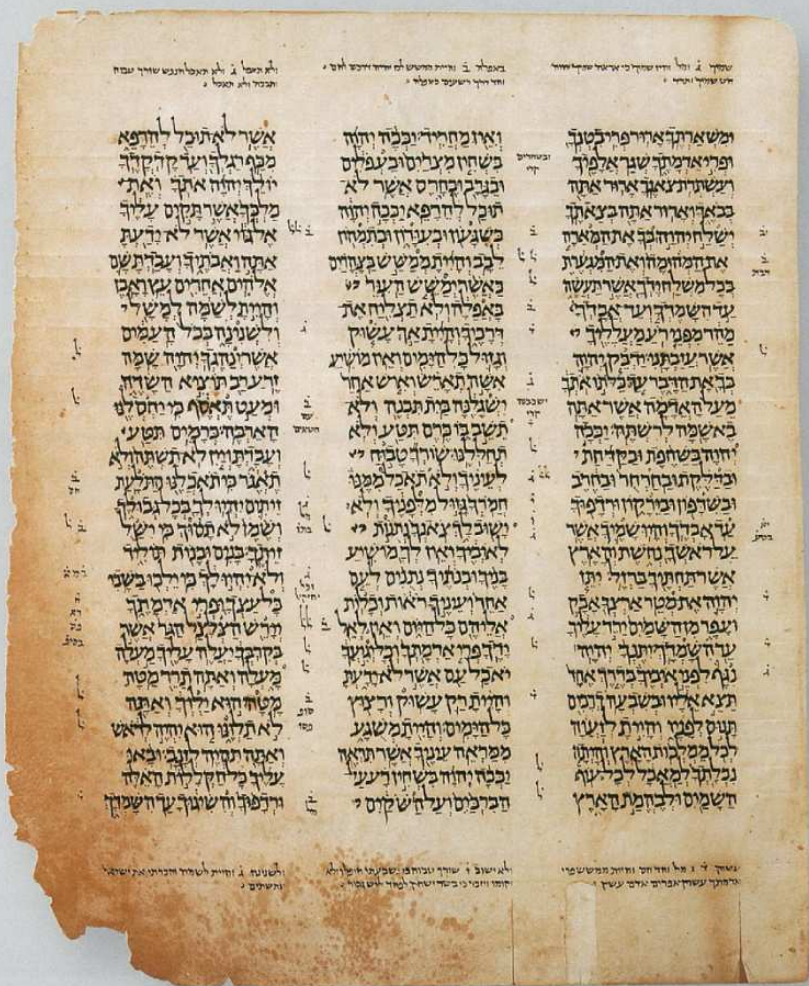 ומשארתך ארור פרי בטנך
ופרי אדמתך שגר אלפיך
ועשתרת צאנך ארור אתה
בבאך וארור אתה בצאתך
ישלח יהוה בך את המארה
את המהומה ואת המגערת
בכל משלח ידך אשר תעשה
עד השמדך ועד אבדך
מהר מפני רע מעלליך
אשר עזבתני ידבק יהוה
בך את הדבר עד כלתו אתך
מעל האדמה אשר אתה
בא שמה לרשתה יככה
יהוה בשחפת ובקדחת
ובדלקת ובחרחר ובחרב
ובשדפון ובירקון ורדפוך
עד אבדך והיו שמיך אשר
על ראשך נחשת והארץ
אשר תחתיך ברזל יתן
יהוה את מטר ארצך אבק
ועפר מן השמים ירד עליך
עד השמדך יתנך יהוה
נגף לפני איביך בדרך אחד
תצא אליו ובשבעה דרכים
תנוס לפניו והיית לזעוה
לכל ממלכות הארץ והיתה
נבלתך למאכל לכל עוף
השמים ולבהמת הארץ
ואין מחריד יככה יהוה
בשחין מצרים ובעפלים
ובגרב ובחרס אשר לא
תוכל להרפא יככה יהוה
בשגעון ובעורון ובתמהון
לבב והיית ממשש בצהרים
כאשר ימשש העור
באפלה ולא תצליח את
דרכיך והיית אך עשוק
וגזול כל הימים ואין מושיע
אשה תארש ואיש אחר
ישגלנה בית תבנה ולא
תשב בו כרם תטע ולא
תחללנו שורך טבוח
לעיניך ולא תאכל ממנו
חמרך גזול מלפניך ולא
ישוב לך צאנך נתנות
לאיביך ואין לך מושיע
בניך ובנתיך נתנים לעם
אחר ועיניך ראות וכלות
אליהם כל היום ואין לאל
ידך פרי אדמתך וכל יגיעך
יאכל עם אשר לא ידעת
והיית רק עשוק ורצוץ
כל הימים והיית משגע
ממראה עיניך אשר תראה
יככה יהוה בשחין רע על
הברכים ועל השקים
אשר לא תוכל להרפא
מכף רגלך ועד קדקדך
יולך יהוה אתך ואת
מלכך אשר תקים עליך
אל גוי אשר לא ידעת
אתה ואבתיך ועבדת שם
אלהים אחרים עץ ואבן
והיית לשמה למשל
ולשנינה בכל העמים
אשר ינהגך יהוה שמה
זרע רב תוציא השדה
ומעט תאסף כי יחסלנו
הארבה כרמים תטע
ועבדת ויין לא תשתה ולא
תאגר כי תאכלנו התלעת
זיתים יהיו לך בכל גבולך
ושמן לא תסוך כי ישל
זיתך בנים ובנות תוליד
ולא יהיו לך כי ילכו בשבי
כל עצך ופרי אדמתך
יירש הצלצל הגר אשר
בקרבך יעלה עליך מעלה
מעלה ואתה תרד מטה
מטה הוא ילוך ואתה
לא תלונו הוא יהיה לראש
ואתה תהיה לזנב ובאו
עליך כל הקללות האלה
ורדפוך והשיגוך עד השמדך